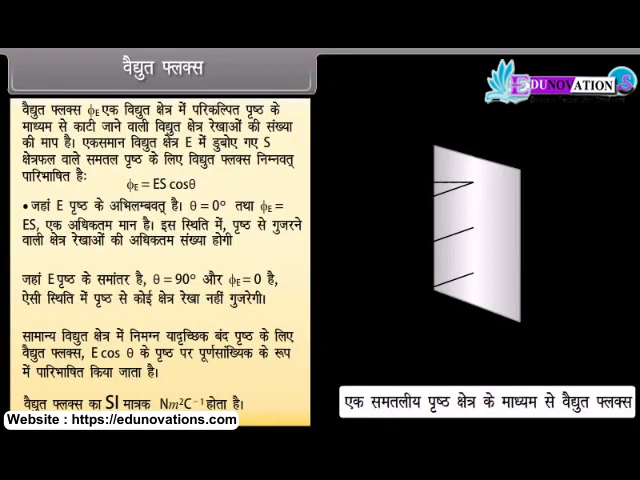 वैद्युत फ्लक्स
EDUNOVATIONS
वैद्युत फ्लक्स ϕE एक विद्युत क्षेत्र में परिकल्पित पृष्ठ के
माध्यम से काटी जाने वाली विद्युत क्षेत्र रेखाओं की संख्या
की माप है। एकसमान विद्युत क्षेत्र E में डुबोए गए S
क्षेत्रफल वाले समतल पृष्ठ के लिए विद्युत फ्लक्स निम्नवत्
पारिभाषित हैः
ϕE = ES cosθ
•जहां E पृष्ठ के अभिलम्बवत् है। θ = 0° तथा ϕE =
ES, एक अधिकतम मान है। इस स्थिति में, पृष्ठ से गुजरने
वाली क्षेत्र रेखाओं की अधिकतम संख्या होगी
जहां E पृष्ठ के समांतर है, θ = 90° और ϕE = 0 है,
ऐसी स्थिति में पृष्ठ से कोई क्षेत्र रेखा नहीं गुजरेगी।
सामान्य विद्युत क्षेत्र में निमग्न यादृच्छिक बंद पृष्ठ के लिए
वैद्युत फ्लक्स, E cos θ के पृष्ठ पर पूर्णसांख्यिक के रूप
में पारिभाषित किया जाता है।
वैद्युत फ्लक्स का SI मात्रक Nm²C⁻¹ होता है।
Website : https://edunovations.com
एक समतलीय पृष्ठ क्षेत्र के माध्यम से वैद्युत फ्लक्स